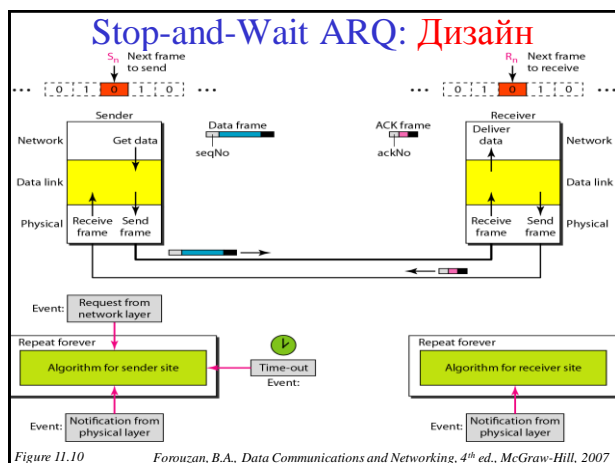 Stop-and-Wait ARQ: Дизайн
Sn Next frame
to send
Rn Next frame
to receive
... 0 1 0 1 0 ...
... 0 1 0 1 0 ...
Sender
Receiver
Data frame
seqNo
ACK frame
ackNo
Network
Get data
Deliver
data
Network
Data link
Data link
Physical
Receive
frame
Send
frame
Receive
frame
Send
frame
Physical
Event:
Request from
network layer
Repeat forever
Algorithm for sender site
Time-out
Event:
Event:
Notification from
physical layer
Repeat forever
Algorithm for receiver site
Event:
Notification from
physical layer
Figure 11.10
Forouzan, B.A., Data Communications and Networking, 4th ed., McGraw-Hill, 2007